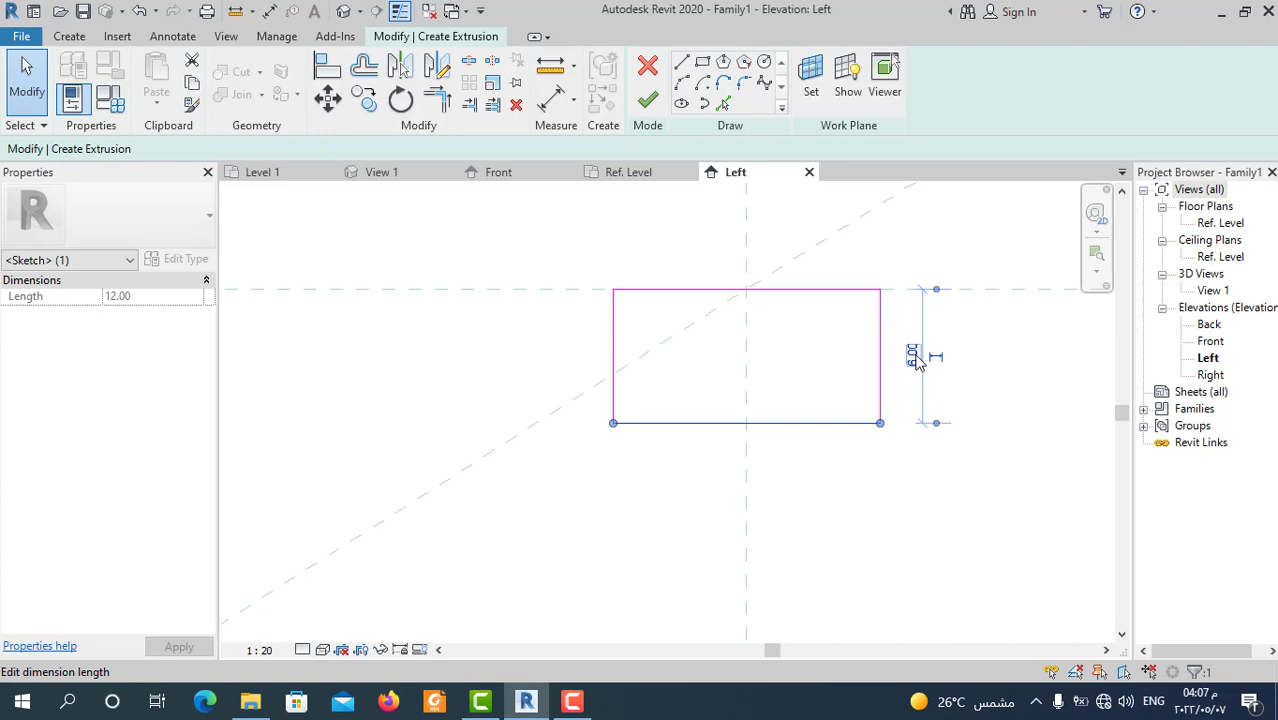 Autodesk Revit 2020 - Family1 - Elevation: Left
Sign In
File
Create
Insert
Annotate
View
Manage
Add-Ins
Modify | Create Extrusion
Modify
Paste
Cut
Join
Set
Show
Viewer
Select
Properties
Clipboard
Geometry
Modify
Measure
Create
Mode
Draw
Work Plane
Modify | Create Extrusion
Properties
Level 1
View 1
Front
Ref. Level
Left
Project Browser - Family1
<Sketch> (1)
Edit Type
Dimensions
Length
12.00
Views (all)
Floor Plans
Ref. Level
Ceiling Plans
Ref. Level
3D Views
View 1
Elevations (Elevation
Back
Front
Left
Right
Sheets (all)
Families
Groups
Revit Links
2D
Properties help
Apply
1 : 20
Edit dimension length
:1
26°C
مشمس
ENG
04:07 م
٢٠٢٢/٠٥/٠٧